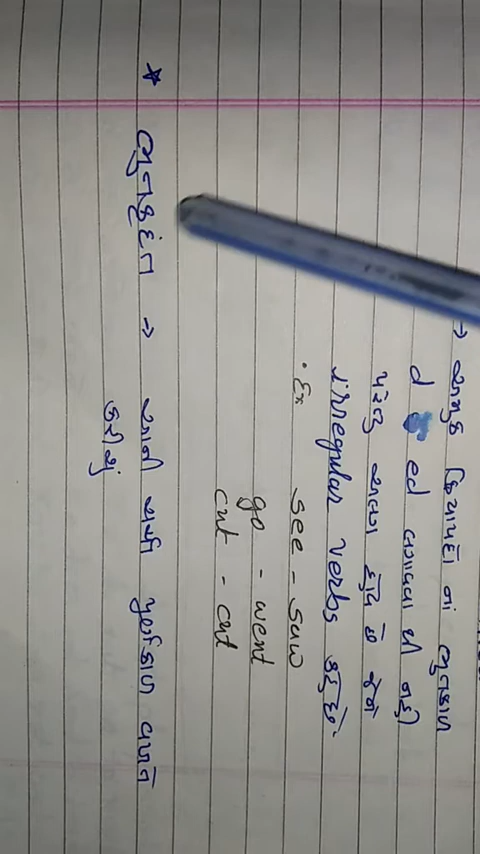 → અમુક ક્રિયાપદો નાં ભુતકાળ
d ed લગાવવા થી નહી
પરંતુ અલગ હોય છે જેને
irregular verbs કહે છે.
. Ex see - saw
go - went
cut - cut
* ભુતકૃદંત → આની ચર્ચા પૂર્ણકાળ વખતે
કરીશું